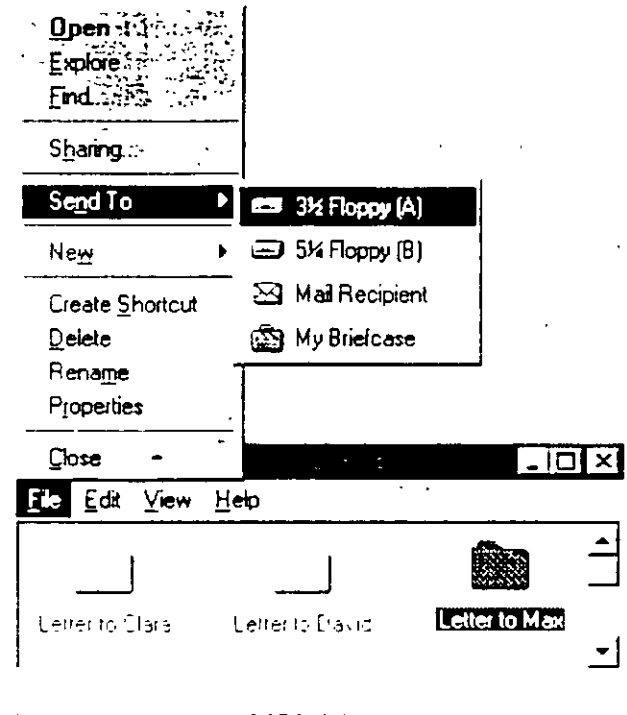 Open
Explore
Find...
Sharing...
Send To
3½ Floppy (A)
5¼ Floppy (B)
Mail Recipient
My Briefcase
New
Create Shortcut
Delete
Rename
Properties
Close
File Edit View Help
Letter to Clara
Letter to David
Letter to Max